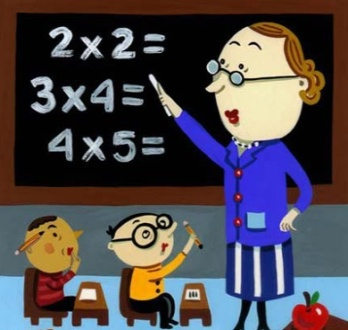 2x2=
3x4=
4x5=